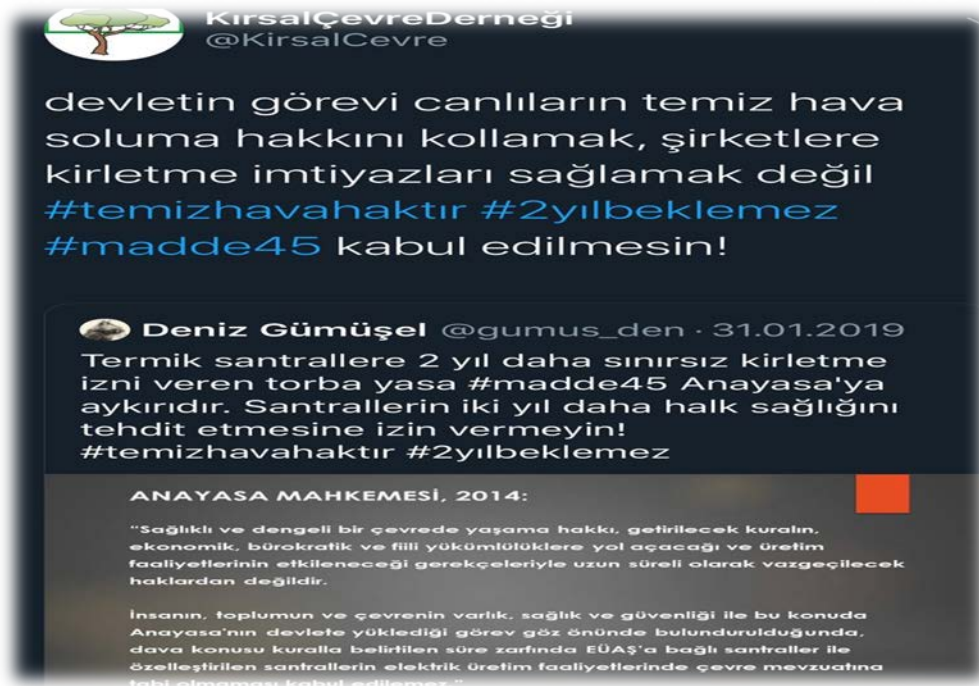 KırsalÇevreDerneği
@KirsalCevre
devletin görevi canlıların temiz hava
soluma hakkını kollamak, şirketlere
kirletme imtiyazları sağlamak değil
#temizhavahaktır #2yılbeklemez
#madde45 kabul edilmesin!
Deniz Gümüşel @gumus_den · 31.01.2019
Termik santrallere 2 yıl daha sınırsız kirletme
izni veren torba yasa #madde45 Anayasa'ya
aykırıdır. Santrallerin iki yıl daha halk sağlığını
tehdit etmesine izin vermeyin!
#temizhavahaktır #2yılbeklemez
ANAYASA MAHKEMESİ, 2014:
"Sağlıklı ve dengeli bir çevrede yaşama hakkı, getirilecek kuralın,
ekonomik, bürokratik ve fiili yükümlülüklere yol açacağı ve üretim
faaliyetlerinin etkileneceği gerekçeleriyle uzun süreli olarak vazgeçilecek
haklardan değildir.
İnsanın, toplumun ve çevrenin varlık, sağlık ve güvenliği ile bu konuda
Anayasa'nın devlete yüklediği görev göz önünde bulundurulduğunda,
dava konusu kuralla belirtilen süre zarfında EÜAŞ'a bağlı santraller ile
özelleştirilen santrallerin elektrik üretim faaliyetlerinde çevre mevzuatına
tabi olmaması kabul edilemez."